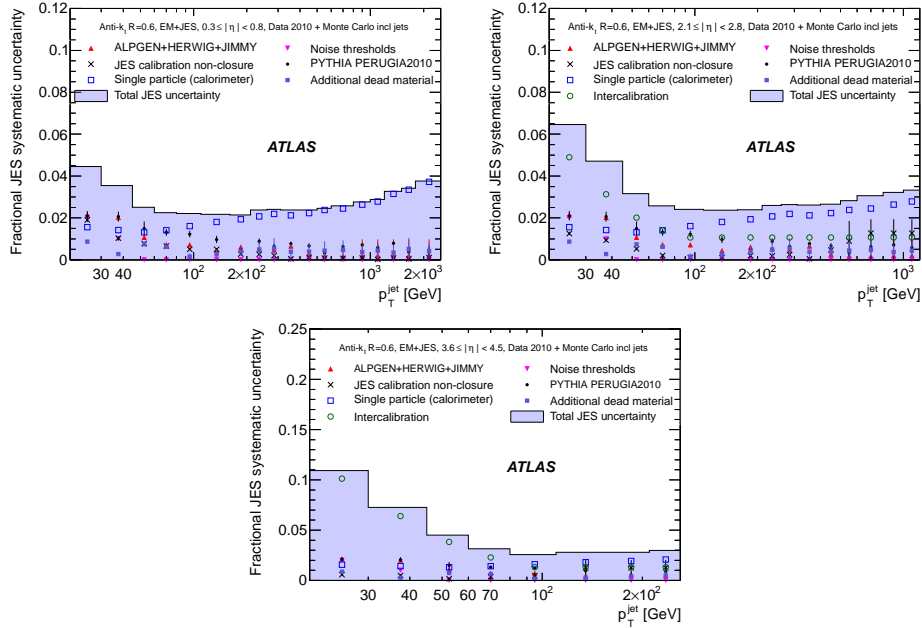 Anti-k_t R=0.6, EM+JES, 0.3≤ | η | < 0.8, Data 2010 + Monte Carlo incl jets
ALPGEN+HERWIG+JIMMY
JES calibration non-closure
Single particle (calorimeter)
Total JES uncertainty
Noise thresholds
PYTHIA PERUGIA2010
Additional dead material
ATLAS
Fractional JES systematic uncertainty
0.12
0.1
0.08
0.06
0.04
0.02
0
30 40 10² 2×10² 10³ 2×10³
p_T^jet [GeV]
Anti-k_t R=0.6, EM+JES, 2.1≤ | η | < 2.8, Data 2010 + Monte Carlo incl jets
ALPGEN+HERWIG+JIMMY
JES calibration non-closure
Single particle (calorimeter)
Intercalibration
Noise thresholds
PYTHIA PERUGIA2010
Additional dead material
Total JES uncertainty
ATLAS
Fractional JES systematic uncertainty
0.12
0.1
0.08
0.06
0.04
0.02
0
30 40 10² 2×10² 10³
p_T^jet [GeV]
Anti-k_t R=0.6, EM+JES, 3.6≤ | η | < 4.5, Data 2010 + Monte Carlo incl jets
ALPGEN+HERWIG+JIMMY
JES calibration non-closure
Single particle (calorimeter)
Intercalibration
Noise thresholds
PYTHIA PERUGIA2010
Additional dead material
Total JES uncertainty
ATLAS
Fractional JES systematic uncertainty
0.25
0.2
0.15
0.1
0.05
0
30 40 50 60 70 10² 2×10²
p_T^jet [GeV]